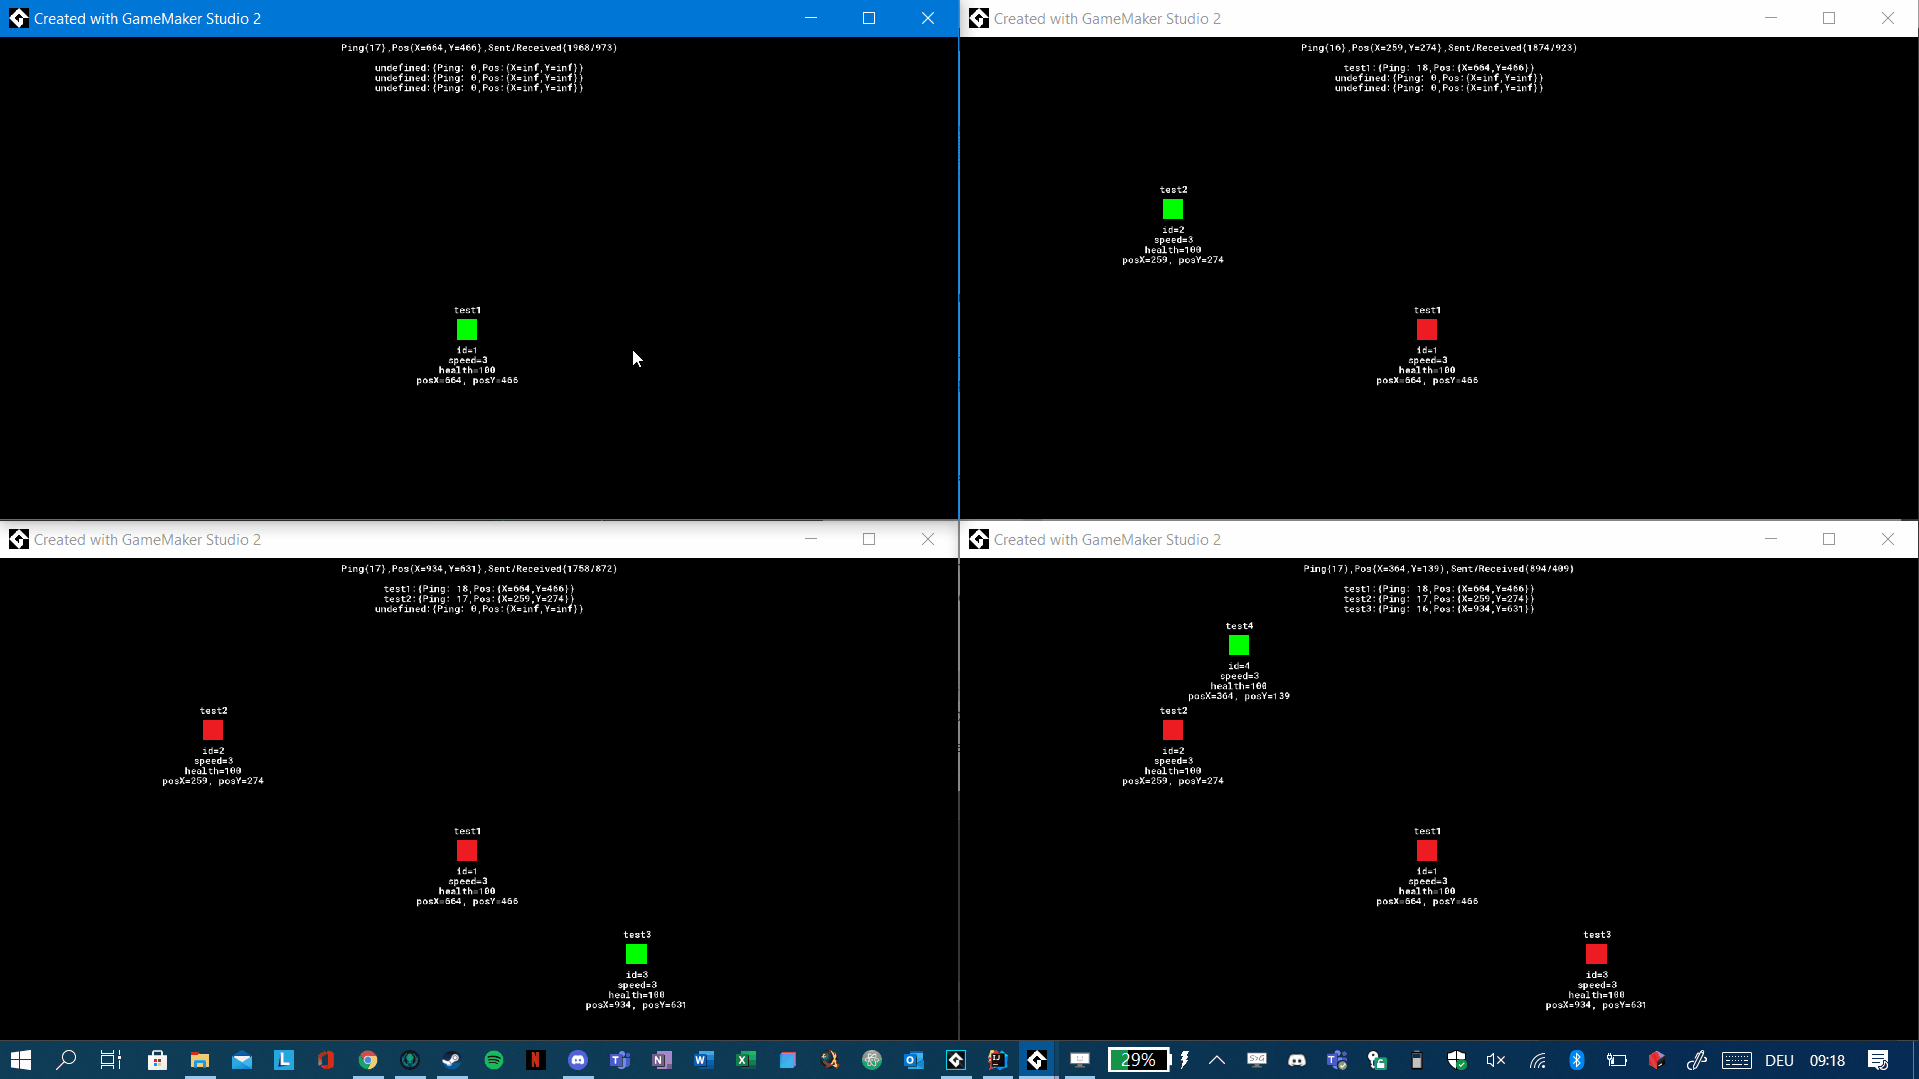 Created with GameMaker Studio 2
Ping{17},Pos{X=664,Y=466},Sent/Received{1968/973}
undefined:{Ping: 0,Pos:{X=inf,Y=inf}}
undefined:{Ping: 0,Pos:{X=inf,Y=inf}}
undefined:{Ping: 0,Pos:{X=inf,Y=inf}}
test1
id=1
speed=3
health=100
posX=664, posY=466
Created with GameMaker Studio 2
Ping{16},Pos{X=259,Y=274},Sent/Received{1874/923}
test1:{Ping: 18,Pos:{X=664,Y=466}}
undefined:{Ping: 0,Pos:{X=inf,Y=inf}}
undefined:{Ping: 0,Pos:{X=inf,Y=inf}}
test2
id=2
speed=3
health=100
posX=259, posY=274
test1
id=1
speed=3
health=100
posX=664, posY=466
Created with GameMaker Studio 2
Ping{17},Pos{X=934,Y=631},Sent/Received{1758/872}
test1:{Ping: 18,Pos:{X=664,Y=466}}
test2:{Ping: 17,Pos:{X=259,Y=274}}
undefined:{Ping: 0,Pos:{X=inf,Y=inf}}
test2
id=2
speed=3
health=100
posX=259, posY=274
test1
id=1
speed=3
health=100
posX=664, posY=466
test3
id=3
speed=3
health=100
posX=934, posY=631
Created with GameMaker Studio 2
Ping{17},Pos{X=364,Y=139},Sent/Received{894/409}
test1:{Ping: 18,Pos:{X=664,Y=466}}
test2:{Ping: 17,Pos:{X=259,Y=274}}
test3:{Ping: 16,Pos:{X=934,Y=631}}
test4
id=4
speed=3
health=100
posX=364, posY=139
test2
id=2
speed=3
health=100
posX=259, posY=274
test1
id=1
speed=3
health=100
posX=664, posY=466
test3
id=3
speed=3
health=100
posX=934, posY=631
29% DEU 09:18